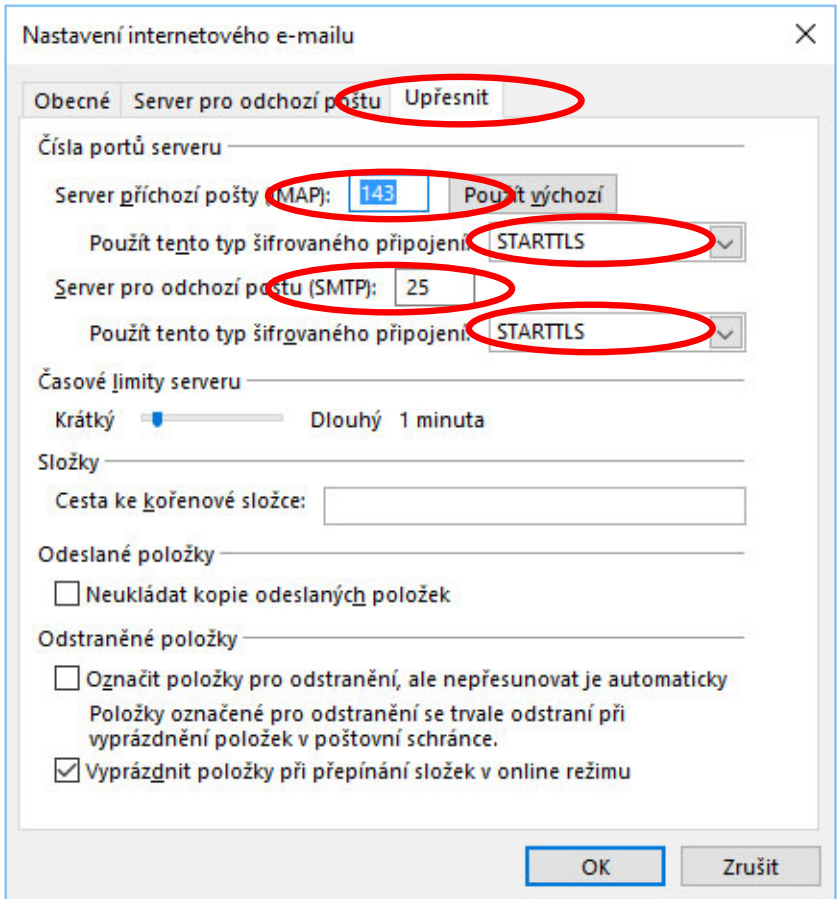 Nastavení internetového e-mailu
Obecné Server pro odchozí poštu Upřesnit
Čísla portů serveru
Server příchozí pošty (IMAP): 143 Použít výchozí
Použít tento typ šifrovaného připojení: STARTTLS
Server pro odchozí poštu (SMTP): 25
Použít tento typ šifrovaného připojení: STARTTLS
Časové limity serveru
Krátký Dlouhý 1 minuta
Složky
Cesta ke kořenové složce:
Odeslané položky
Neukládat kopie odeslaných položek
Odstraněné položky
Označit položky pro odstranění, ale nepřesunovat je automaticky
Položky označené pro odstranění se trvale odstraní při
vyprázdnění položek v poštovní schránce.
Vyprázdnit položky při přepínání složek v online režimu
OK Zrušit